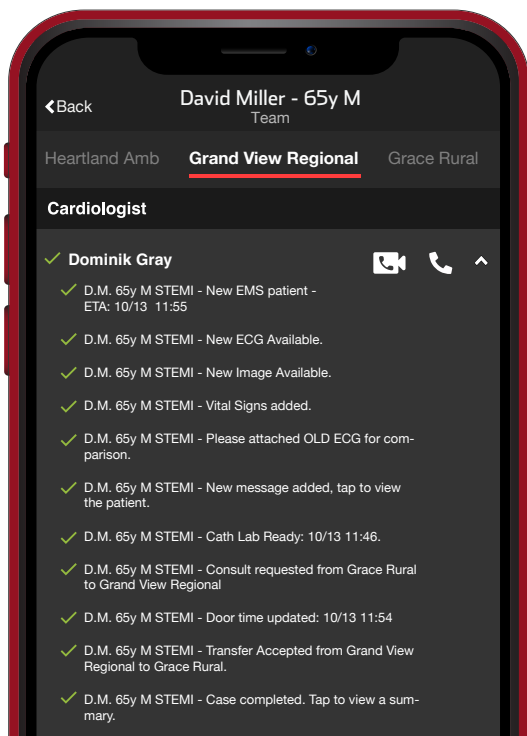 Back
David Miller - 65y M
Team
Heartland Amb
Grand View Regional
Grace Rural
Cardiologist
Dominik Gray
D.M. 65y M STEMI - New EMS patient -
ETA: 10/13 11:55
D.M. 65y M STEMI - New ECG Available.
D.M. 65y M STEMI - New Image Available.
D.M. 65y M STEMI - Vital Signs added.
D.M. 65y M STEMI - Please attached OLD ECG for com-
parison.
D.M. 65y M STEMI - New message added, tap to view
the patient.
D.M. 65y M STEMI - Cath Lab Ready: 10/13 11:46.
D.M. 65y M STEMI - Consult requested from Grace Rural
to Grand View Regional
D.M. 65y M STEMI - Door time updated: 10/13 11:54
D.M. 65y M STEMI - Transfer Accepted from Grand View
Regional to Grace Rural.
D.M. 65y M STEMI - Case completed. Tap to view a sum-
mary.